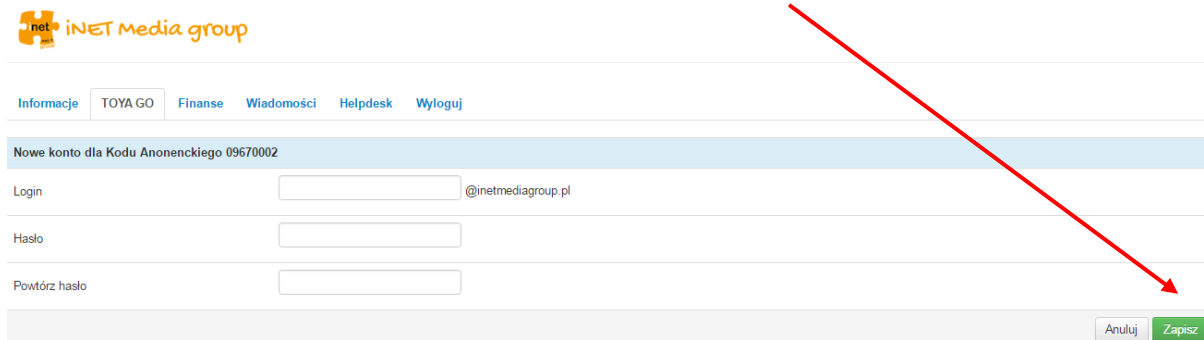 inet iNET Media group
Informacje TOYA GO Finanse Wiadomości Helpdesk Wyloguj
Nowe konto dla Kodu Anonenckiego 09670002
Login @inetmediagroup.pl
Hasło
Powtórz hasło
Anuluj Zapisz